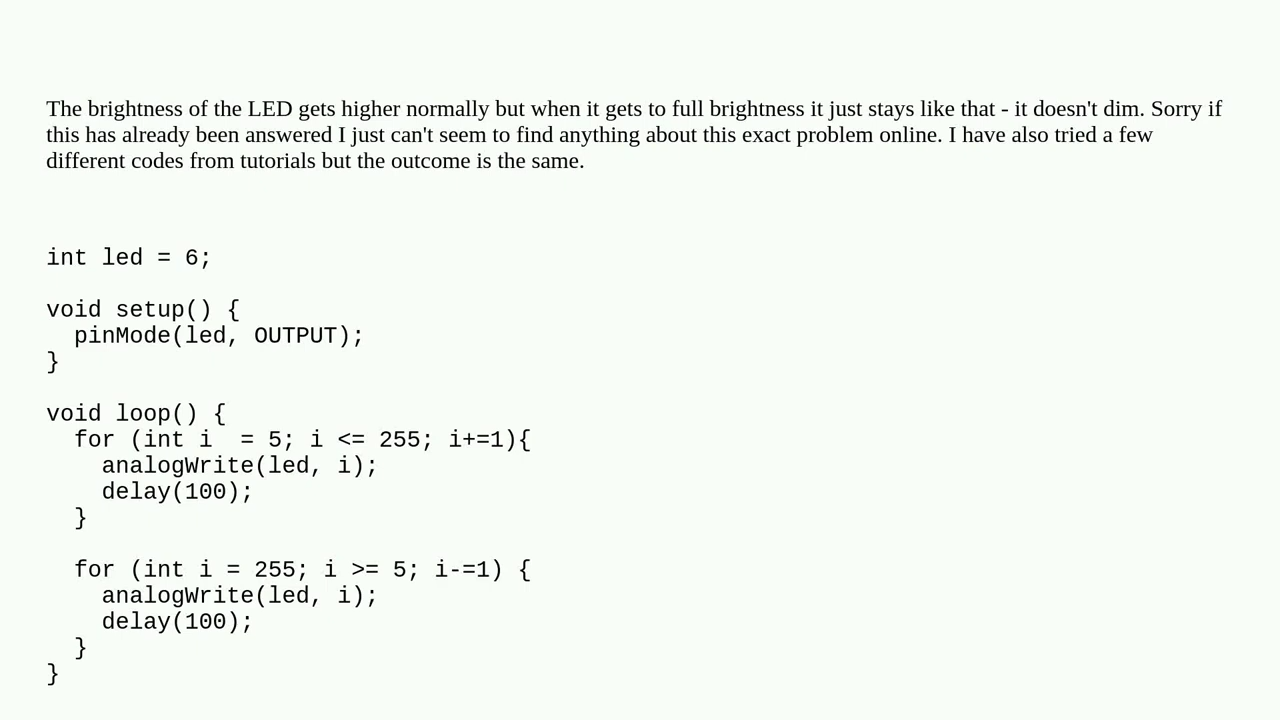 The brightness of the LED gets higher normally but when it gets to full brightness it just stays like that - it doesn't dim. Sorry if
this has already been answered I just can't seem to find anything about this exact problem online. I have also tried a few
different codes from tutorials but the outcome is the same.
int led = 6;
void setup() {
  pinMode(led, OUTPUT);
}
void loop() {
  for (int i  = 5; i <= 255; i+=1){
    analogWrite(led, i);
    delay(100);
  }
  for (int i = 255; i >= 5; i-=1) {
    analogWrite(led, i);
    delay(100);
  }
}